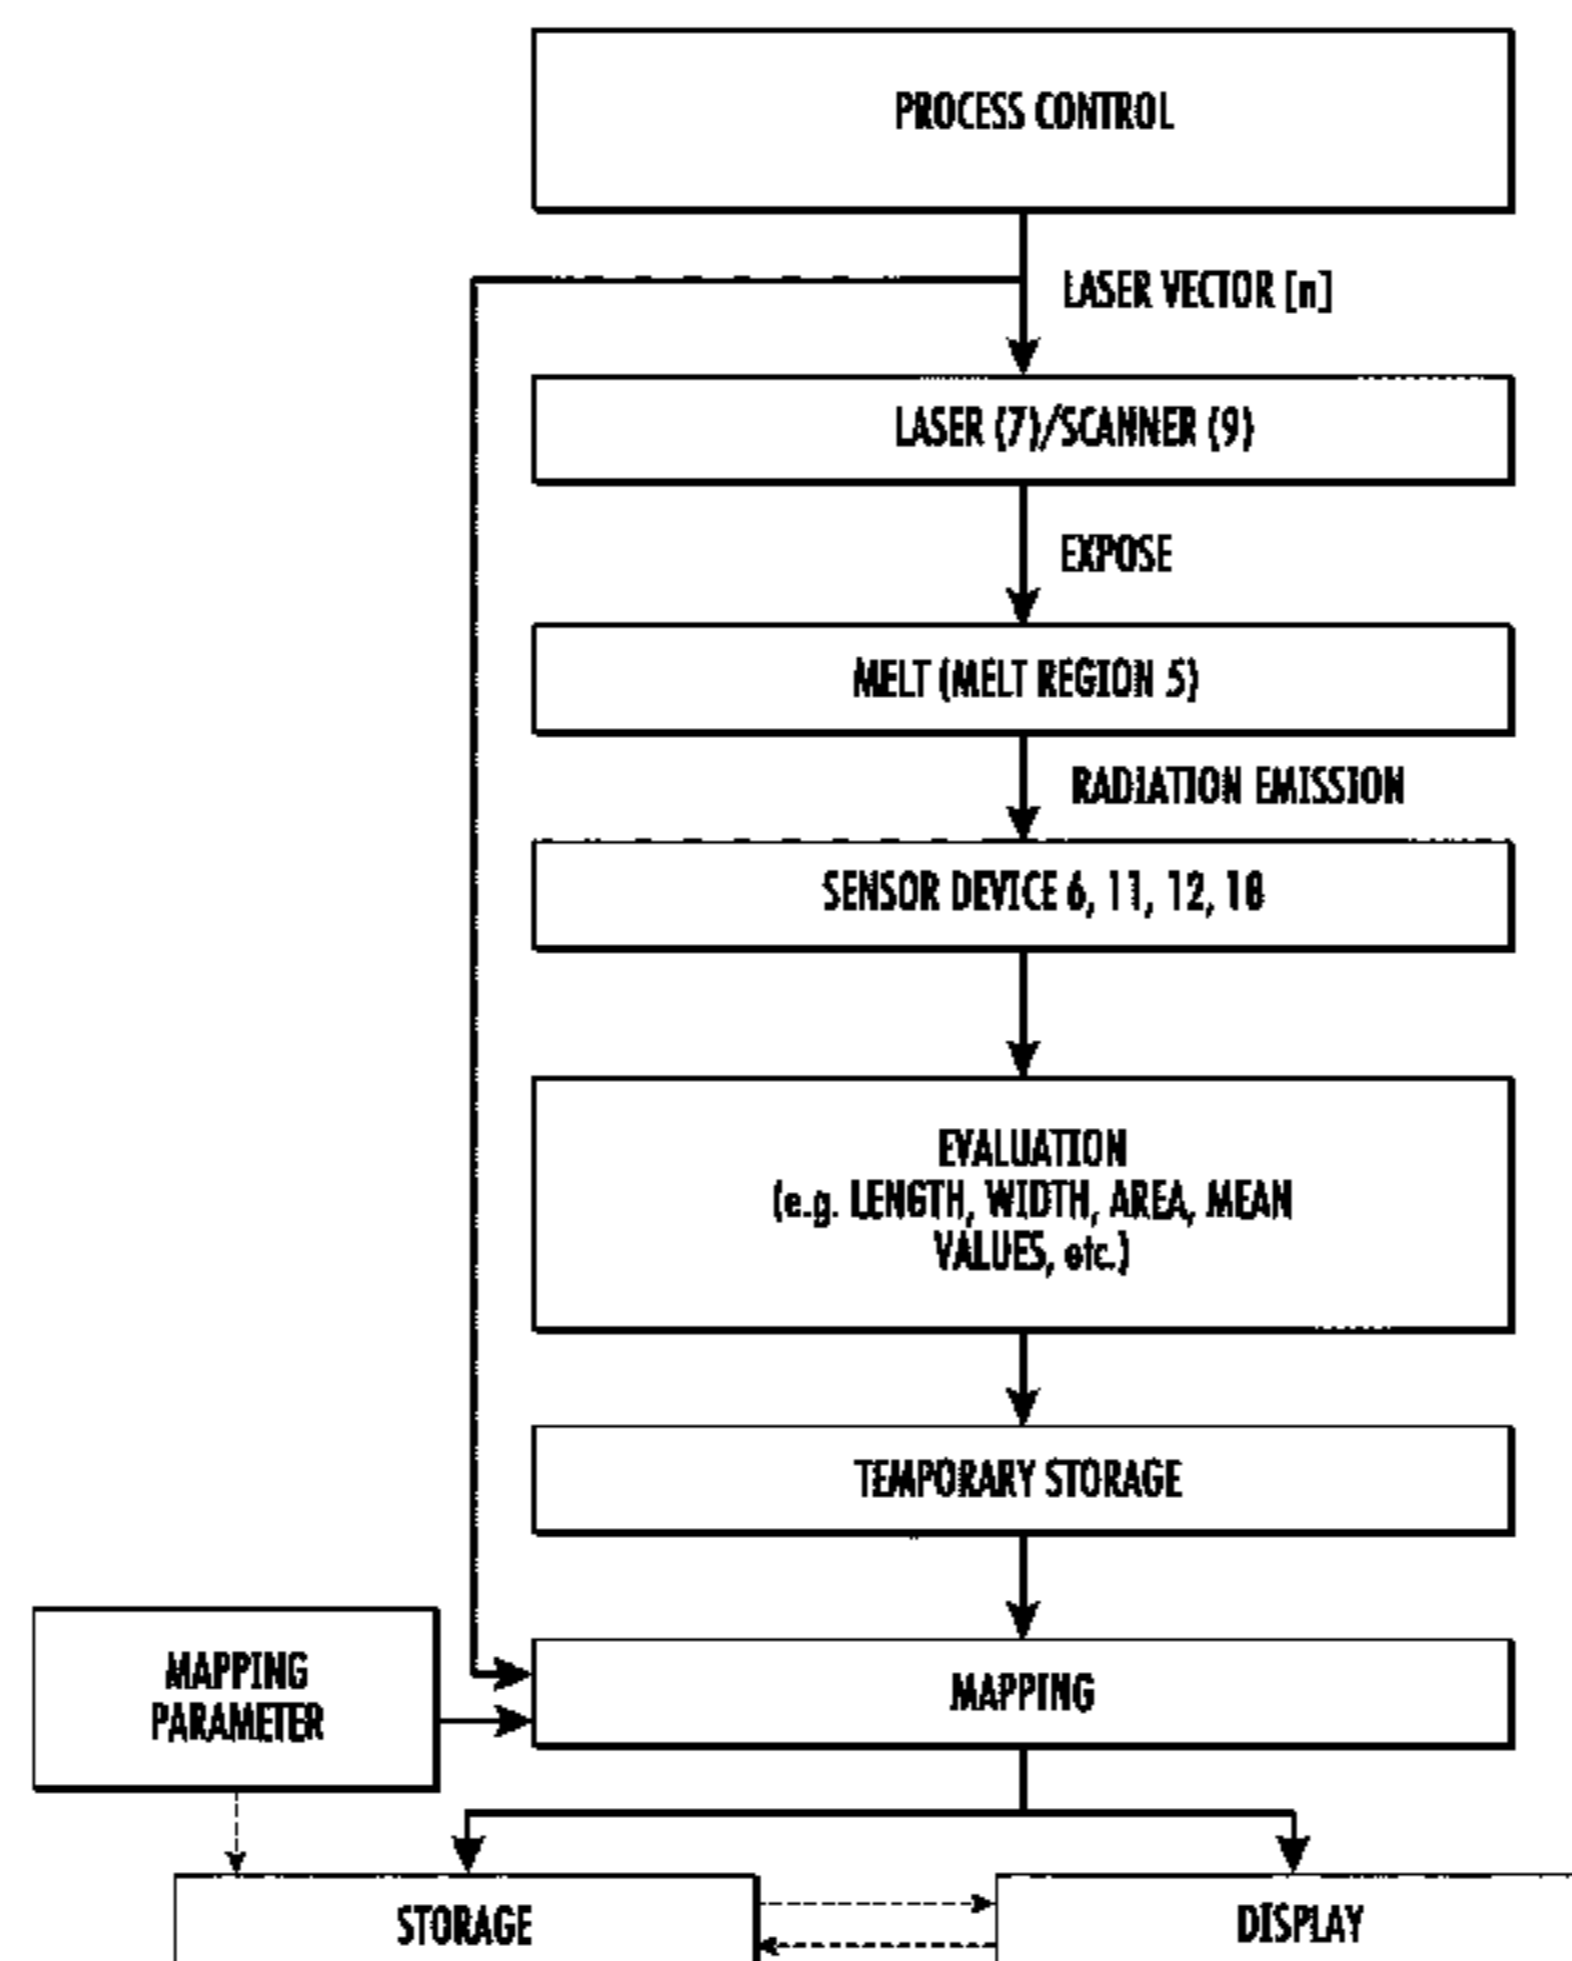 PROCESS CONTROL
LASER VECTOR [n]
LASER (7)/SCANNER (9)
EXPOSE
MELT (MELT REGION 5)
RADIATION EMISSION
SENSOR DEVICE 6, 11, 12, 18
EVALUATION
(e.g. LENGTH, WIDTH, AREA, MEAN
VALUES, etc.)
TEMPORARY STORAGE
MAPPING
PARAMETER
MAPPING
STORAGE
DISPLAY